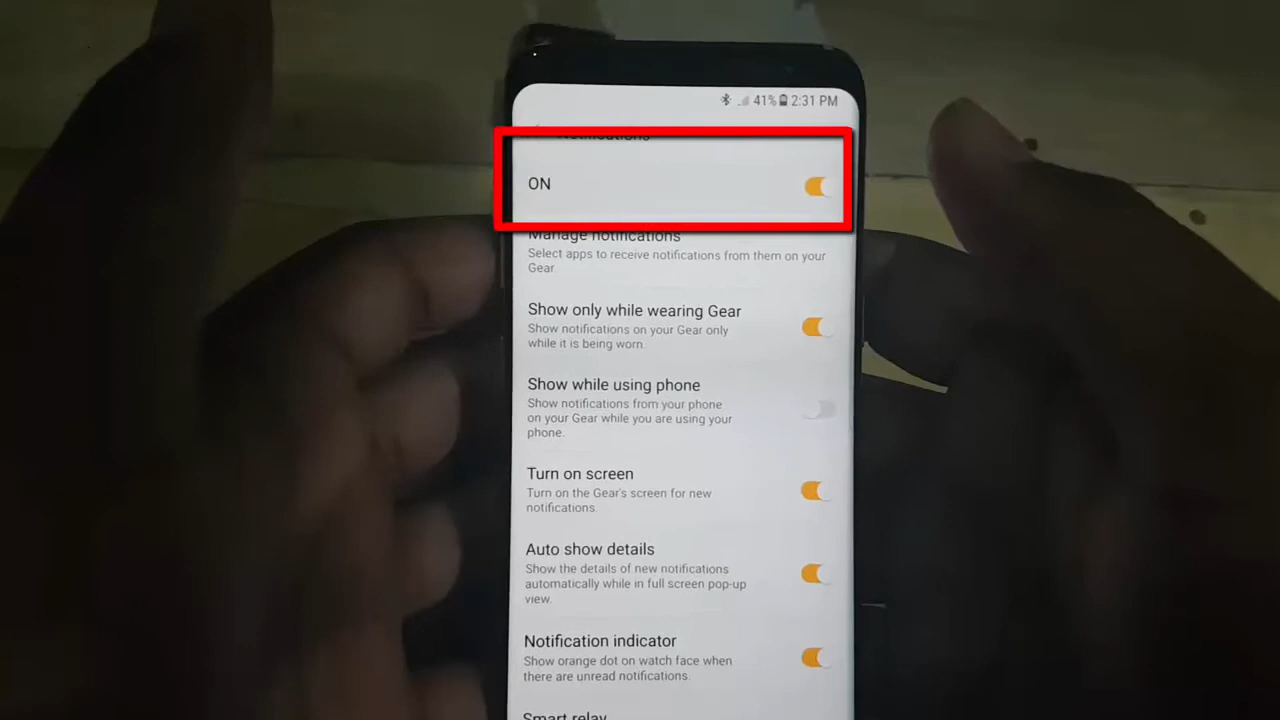 41% 2:31 PM
Notifications
ON
Manage notifications
Select apps to receive notifications from them on your
Gear.
Show only while wearing Gear
Show notifications on your Gear only
while it is being worn.
Show while using phone
Show notifications from your phone
on your Gear while you are using your
phone.
Turn on screen
Turn on the Gear's screen for new
notifications.
Auto show details
Show the details of new notifications
automatically while in full screen pop-up
view.
Notification indicator
Show orange dot on watch face when
there are unread notifications.
Smart relay